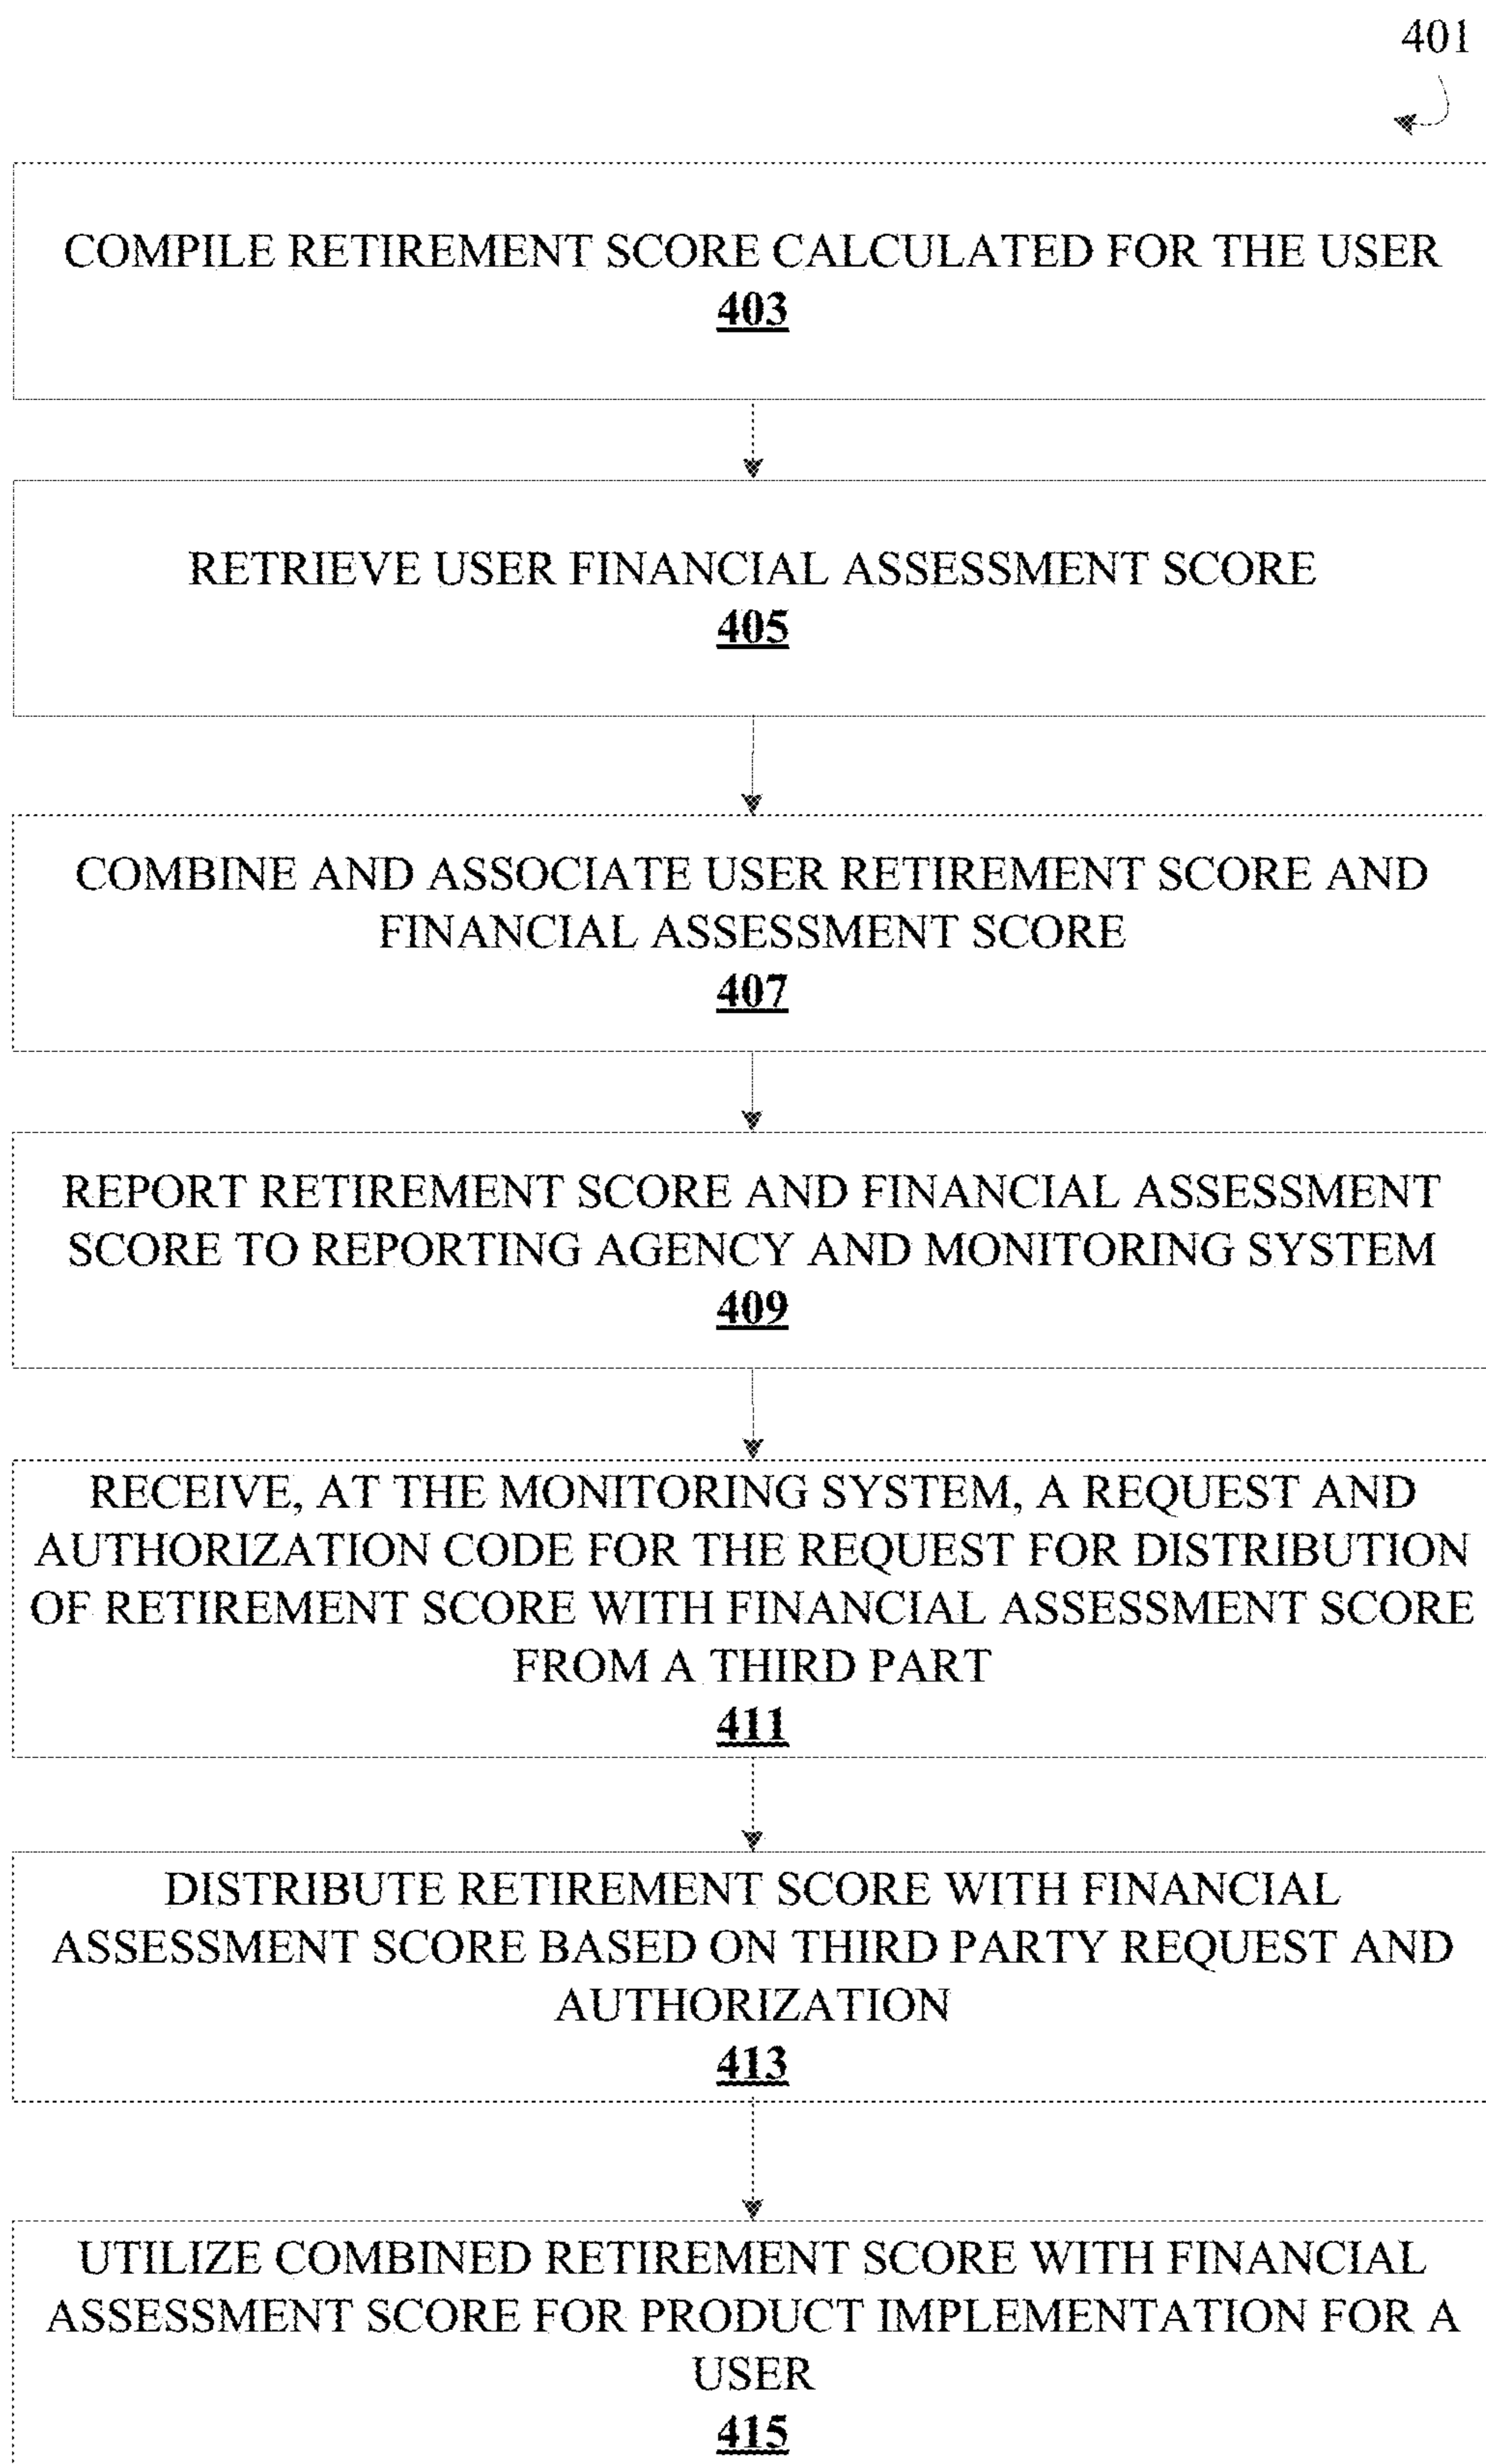 401
COMPILE RETIREMENT SCORE CALCULATED FOR THE USER
403
RETRIEVE USER FINANCIAL ASSESSMENT SCORE
405
COMBINE AND ASSOCIATE USER RETIREMENT SCORE AND
FINANCIAL ASSESSMENT SCORE
407
REPORT RETIREMENT SCORE AND FINANCIAL ASSESSMENT
SCORE TO REPORTING AGENCY AND MONITORING SYSTEM
409
RECEIVE, AT THE MONITORING SYSTEM, A REQUEST AND
AUTHORIZATION CODE FOR THE REQUEST FOR DISTRIBUTION
OF RETIREMENT SCORE WITH FINANCIAL ASSESSMENT SCORE
FROM A THIRD PART
411
DISTRIBUTE RETIREMENT SCORE WITH FINANCIAL
ASSESSMENT SCORE BASED ON THIRD PARTY REQUEST AND
AUTHORIZATION
413
UTILIZE COMBINED RETIREMENT SCORE WITH FINANCIAL
ASSESSMENT SCORE FOR PRODUCT IMPLEMENTATION FOR A
USER
415